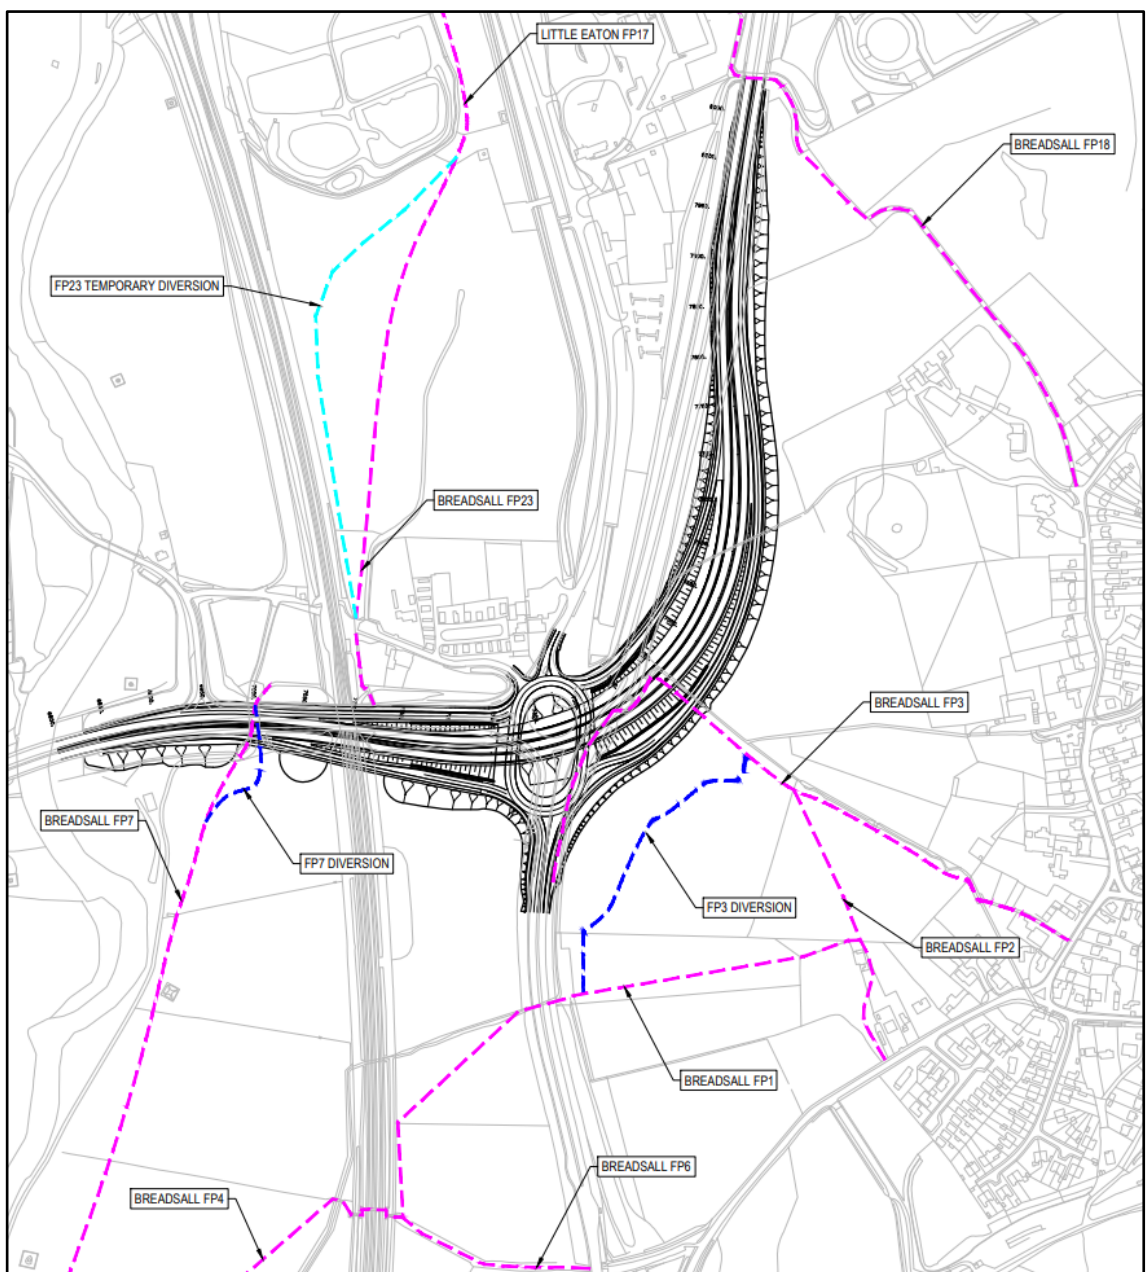 LITTLE EATON FP17
BREADSALL FP18
FP23 TEMPORARY DIVERSION
BREADSALL FP23
BREADSALL FP3
BREADSALL FP7
FP7 DIVERSION
FP3 DIVERSION
BREADSALL FP2
BREADSALL FP1
BREADSALL FP6
BREADSALL FP4